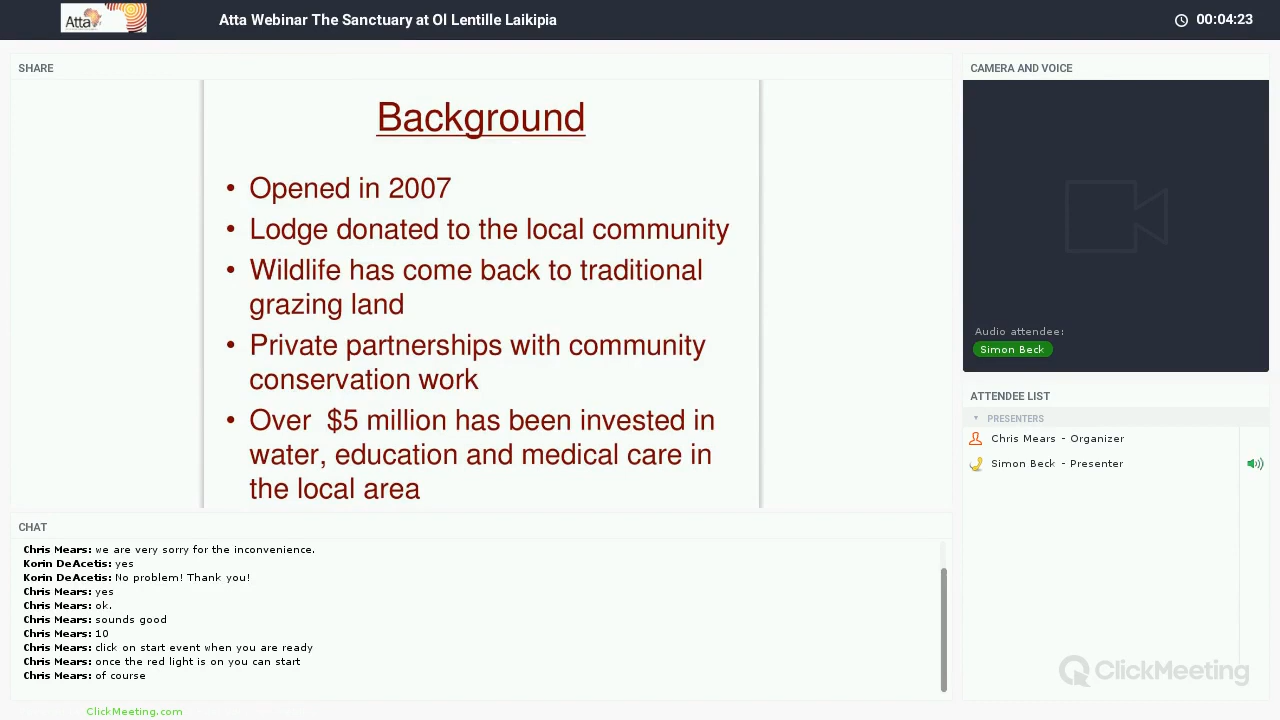 Atta
Atta Webinar The Sanctuary at Ol Lentille Laikipia
00:04:23
SHARE
Background
• Opened in 2007
• Lodge donated to the local community
• Wildlife has come back to traditional
grazing land
• Private partnerships with community
conservation work
• Over $5 million has been invested in
water, education and medical care in
the local area
CAMERA AND VOICE
Audio attendee:
Simon Beck
ATTENDEE LIST
PRESENTERS
Chris Mears - Organizer
Simon Beck - Presenter
CHAT
Chris Mears: we are very sorry for the inconvenience.
Korin DeAcetis: yes
Korin DeAcetis: No problem! Thank you!
Chris Mears: yes
Chris Mears: ok.
Chris Mears: sounds good
Chris Mears: 10
Chris Mears: click on start event when you are ready
Chris Mears: once the red light is on you can start
Chris Mears: of course
ClickMeeting
ClickMeeting.com